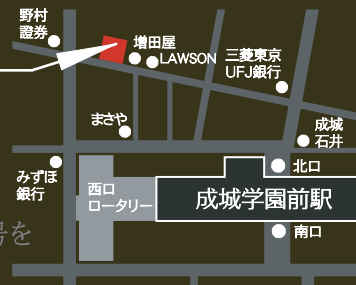 野村
證券
増田屋
LAWSON
三菱東京
UFJ銀行
まさや
成城
石井
みずほ
銀行
西口
ロータリー
北口
成城学園前駅
南口
号を